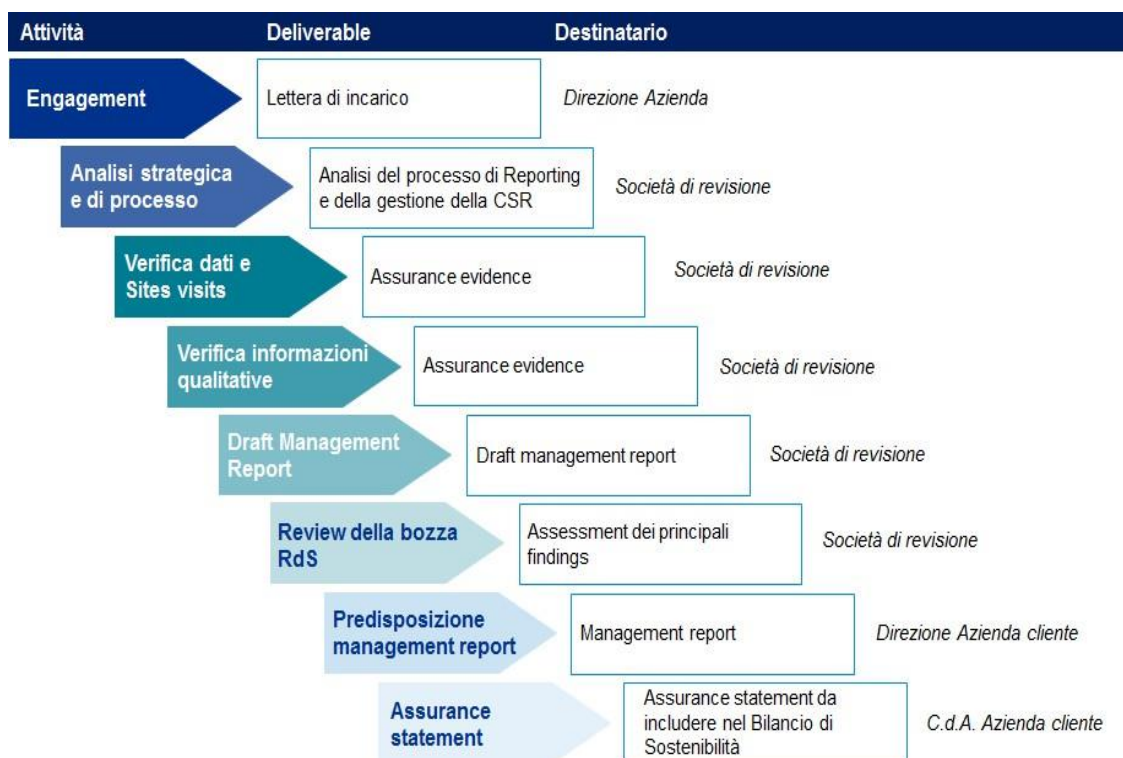 Attività Deliverable Destinatario
Engagement
Lettera di incarico
Direzione Azienda
Analisi strategica
e di processo
Analisi del processo di Reporting
e della gestione della CSR
Società di revisione
Verifica dati e
Sites visits
Assurance evidence
Società di revisione
Verifica informazioni
qualitative
Assurance evidence
Società di revisione
Draft Management
Report
Draft management report
Società di revisione
Review della bozza
RdS
Assessment dei principali
findings
Società di revisione
Predisposizione
management report
Management report
Direzione Azienda cliente
Assurance
statement
Assurance statement da
includere nel Bilancio di
Sostenibilità
C.d.A. Azienda cliente